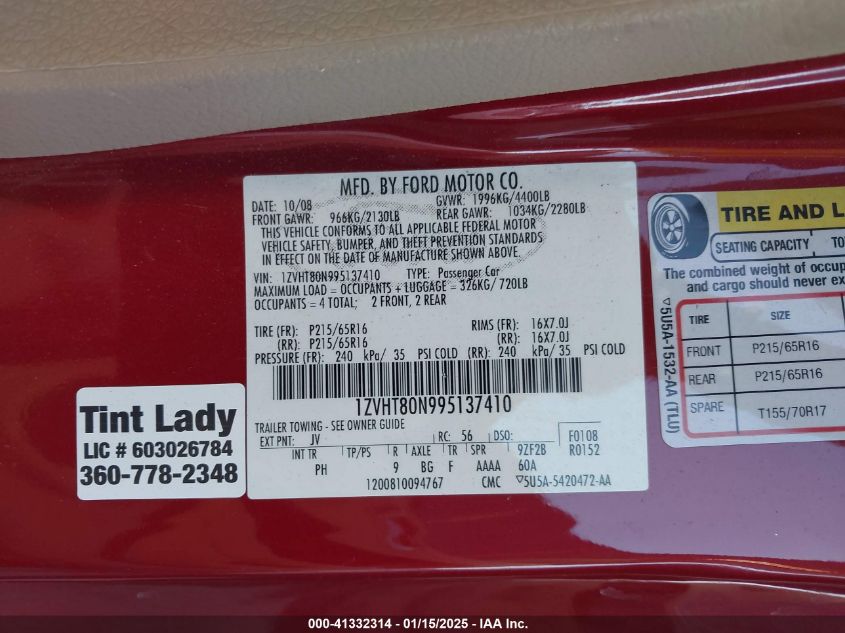 MFD. BY FORD MOTOR CO.
DATE: 10/08 GVWR: 1996KG/4400LB
FRONT GAWR: 966KG/2130LB REAR GAWR: 1034KG/2280LB
THIS VEHICLE CONFORMS TO ALL APPLICABLE FEDERAL MOTOR
VEHICLE SAFETY, BUMPER, AND THEFT PREVENTION STANDARDS
IN EFFECT ON THE DATE OF MANUFACTURE SHOWN ABOVE.
VIN: 1ZVHT80N995137410 TYPE: Passenger Car
MAXIMUM LOAD = OCCUPANTS + LUGGAGE = 326KG/ 720LB
OCCUPANTS = 4 TOTAL; 2 FRONT, 2 REAR
TIRE (FR): P215/65R16 RIMS (FR): 16X7.0J
(RR): P215/65R16 (RR): 16X7.0J
PRESSURE (FR): 240 kPa/ 35 PSI COLD (RR): 240 kPa/ 35 PSI COLD
1ZVHT80N995137410
TRAILER TOWING - SEE OWNER GUIDE
EXT PNT: JV RC: 56 DSO: F0108
INT TR TP/PS R AXLE TR SPR 9ZF2B R0152
PH 9 BG F AAAA 60A
1200810094767 CMC ▽5U5A-5420472-AA
Tint Lady
LIC # 603026784
360-778-2348
TIRE AND L
SEATING CAPACITY TO
The combined weight of occup
and cargo should never ex
TIRE SIZE
FRONT P215/65R16
REAR P215/65R16
SPARE T155/70R17
▽5U5A-1532-AA (TLU)
000-41332314 - 01/15/2025 - IAA Inc.